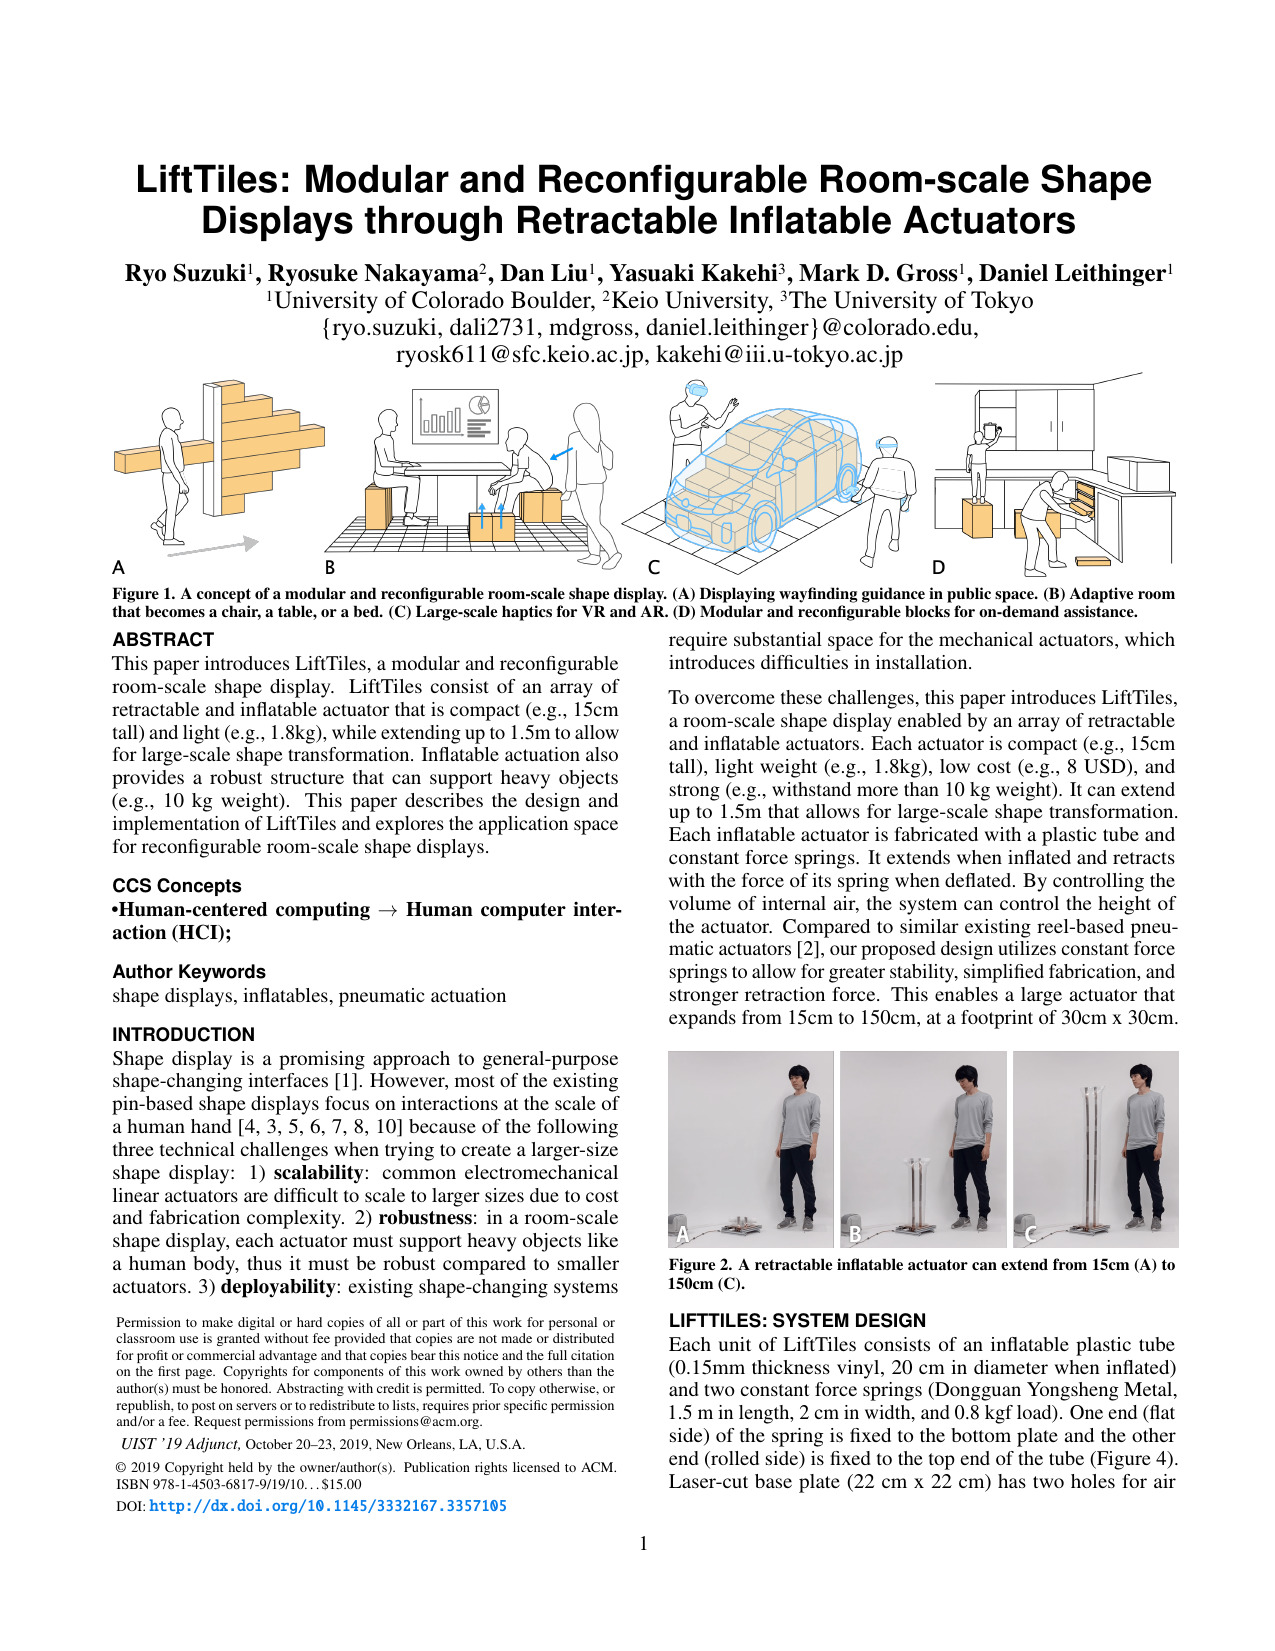 LiftTiles: Modular and Reconfigurable Room-scale Shape
Displays through Retractable Inflatable Actuators
Ryo Suzuki1, Ryosuke Nakayama2, Dan Liu1, Yasuaki Kakehi3, Mark D. Gross1, Daniel Leithinger1
1University of Colorado Boulder, 2Keio University, 3The University of Tokyo
{ryo.suzuki, dali2731, mdgross, daniel.leithinger}@colorado.edu,
ryosk611@sfc.keio.ac.jp, kakehi@iii.u-tokyo.ac.jp
A
B
C
D
Figure 1. A concept of a modular and reconfigurable room-scale shape display. (A) Displaying wayfinding guidance in public space. (B) Adaptive room
that becomes a chair, a table, or a bed. (C) Large-scale haptics for VR and AR. (D) Modular and reconfigurable blocks for on-demand assistance.
ABSTRACT
This paper introduces LiftTiles, a modular and reconfigurable
room-scale shape display. LiftTiles consist of an array of
retractable and inflatable actuator that is compact (e.g., 15cm
tall) and light (e.g., 1.8kg), while extending up to 1.5m to allow
for large-scale shape transformation. Inflatable actuation also
provides a robust structure that can support heavy objects
(e.g., 10 kg weight). This paper describes the design and
implementation of LiftTiles and explores the application space
for reconfigurable room-scale shape displays.
CCS Concepts
•Human-centered computing → Human computer inter-
action (HCI);
Author Keywords
shape displays, inflatables, pneumatic actuation
INTRODUCTION
Shape display is a promising approach to general-purpose
shape-changing interfaces [1]. However, most of the existing
pin-based shape displays focus on interactions at the scale of
a human hand [4, 3, 5, 6, 7, 8, 10] because of the following
three technical challenges when trying to create a larger-size
shape display: 1) scalability: common electromechanical
linear actuators are difficult to scale to larger sizes due to cost
and fabrication complexity. 2) robustness: in a room-scale
shape display, each actuator must support heavy objects like
a human body, thus it must be robust compared to smaller
actuators. 3) deployability: existing shape-changing systems
Permission to make digital or hard copies of all or part of this work for personal or
classroom use is granted without fee provided that copies are not made or distributed
for profit or commercial advantage and that copies bear this notice and the full citation
on the first page. Copyrights for components of this work owned by others than the
author(s) must be honored. Abstracting with credit is permitted. To copy otherwise, or
republish, to post on servers or to redistribute to lists, requires prior specific permission
and/or a fee. Request permissions from permissions@acm.org.
UIST '19 Adjunct, October 20–23, 2019, New Orleans, LA, U.S.A.
© 2019 Copyright held by the owner/author(s). Publication rights licensed to ACM.
ISBN 978-1-4503-6817-9/19/10...$15.00
DOI: http://dx.doi.org/10.1145/3332167.3357105
require substantial space for the mechanical actuators, which
introduces difficulties in installation.
To overcome these challenges, this paper introduces LiftTiles,
a room-scale shape display enabled by an array of retractable
and inflatable actuators. Each actuator is compact (e.g., 15cm
tall), light weight (e.g., 1.8kg), low cost (e.g., 8 USD), and
strong (e.g., withstand more than 10 kg weight). It can extend
up to 1.5m that allows for large-scale shape transformation.
Each inflatable actuator is fabricated with a plastic tube and
constant force springs. It extends when inflated and retracts
with the force of its spring when deflated. By controlling the
volume of internal air, the system can control the height of
the actuator. Compared to similar existing reel-based pneu-
matic actuators [2], our proposed design utilizes constant force
springs to allow for greater stability, simplified fabrication, and
stronger retraction force. This enables a large actuator that
expands from 15cm to 150cm, at a footprint of 30cm x 30cm.
A
B
C
Figure 2. A retractable inflatable actuator can extend from 15cm (A) to
150cm (C).
LIFTTILES: SYSTEM DESIGN
Each unit of LiftTiles consists of an inflatable plastic tube
(0.15mm thickness vinyl, 20 cm in diameter when inflated)
and two constant force springs (Dongguan Yongsheng Metal,
1.5 m in length, 2 cm in width, and 0.8 kgf load). One end (flat
side) of the spring is fixed to the bottom plate and the other
end (rolled side) is fixed to the top end of the tube (Figure 4).
Laser-cut base plate (22 cm x 22 cm) has two holes for air
1